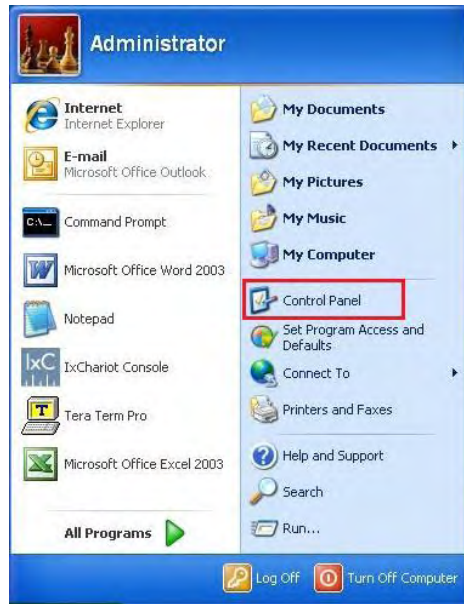 Administrator
Internet
Internet Explorer
E-mail
Microsoft Office Outlook
C:\_
Command Prompt
W
Microsoft Office Word 2003
Notepad
IxC
IxChariot Console
T
Tera Term Pro
Microsoft Office Excel 2003
All Programs
My Documents
My Recent Documents
My Pictures
My Music
My Computer
Control Panel
Set Program Access and
Defaults
Connect To
Printers and Faxes
Help and Support
Search
Run...
Log Off
Turn Off Computer